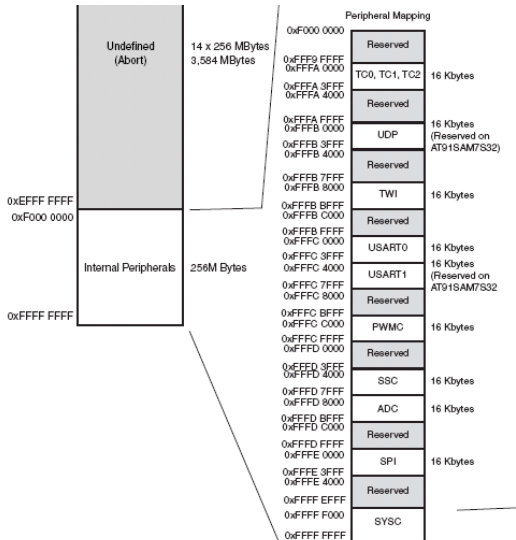 Undefined
(Abort)
14 x 256 MBytes
3,584 MBytes
0xEFFF FFFF
0xF000 0000
Internal Peripherals
256M Bytes
0xFFFF FFFF
Peripheral Mapping
0xF000 0000
Reserved
0xFFF9 FFFF
0xFFFA 0000
TC0, TC1, TC2
16 Kbytes
0xFFFA 3FFF
0xFFFA 4000
Reserved
0xFFFA FFFF
0xFFFB 0000
UDP
16 Kbytes
(Reserved on
AT91SAM7S32)
0xFFFB 3FFF
0xFFFB 4000
Reserved
0xFFFB 7FFF
0xFFFB 8000
TWI
16 Kbytes
0xFFFB BFFF
0xFFFB C000
Reserved
0xFFFB FFFF
0xFFFC 0000
USART0
16 Kbytes
0xFFFC 3FFF
0xFFFC 4000
USART1
16 Kbytes
(Reserved on
AT91SAM7S32
0xFFFC 7FFF
0xFFFC 8000
Reserved
0xFFFC BFFF
0xFFFC C000
PWMC
16 Kbytes
0xFFFC FFFF
0xFFFD 0000
Reserved
0xFFFD 3FFF
0xFFFD 4000
SSC
16 Kbytes
0xFFFD 7FFF
0xFFFD 8000
ADC
16 Kbytes
0xFFFD BFFF
0xFFFD C000
Reserved
0xFFFD FFFF
0xFFFE 0000
SPI
16 Kbytes
0xFFFE 3FFF
0xFFFE 4000
Reserved
0xFFFF EFFF
0xFFFF F000
SYSC
0xFFFF FFFF